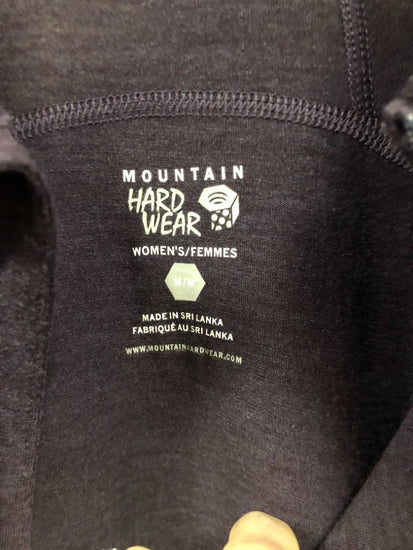 MOUNTAIN
HARD
WEAR
WOMEN'S/FEMMES
M/M
MADE IN SRI LANKA
FABRIQUÉ AU SRI LANKA
WWW.MOUNTAINHARDWEAR.COM